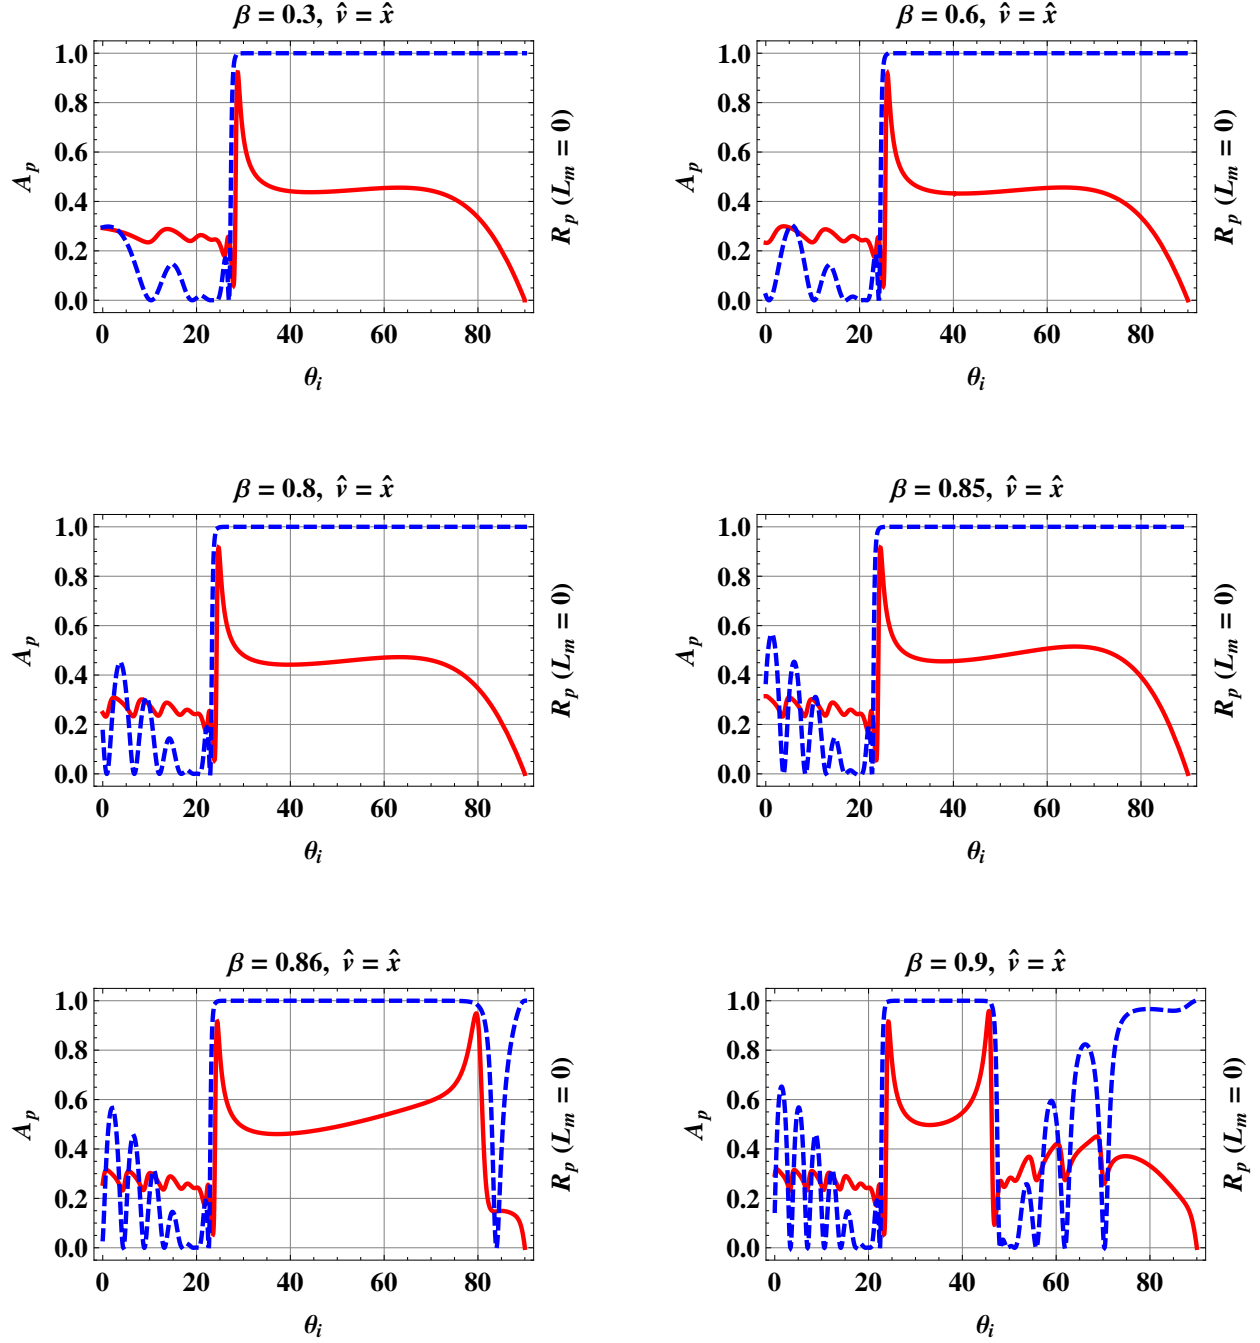 β = 0.3, v̂ = x̂
A_p
1.0
0.8
0.6
0.4
0.2
0.0
0 20 40 60 80
θ_i
R_p (L_m = 0)
β = 0.6, v̂ = x̂
A_p
1.0
0.8
0.6
0.4
0.2
0.0
0 20 40 60 80
θ_i
R_p (L_m = 0)
β = 0.8, v̂ = x̂
A_p
1.0
0.8
0.6
0.4
0.2
0.0
0 20 40 60 80
θ_i
R_p (L_m = 0)
β = 0.85, v̂ = x̂
A_p
1.0
0.8
0.6
0.4
0.2
0.0
0 20 40 60 80
θ_i
R_p (L_m = 0)
β = 0.86, v̂ = x̂
A_p
1.0
0.8
0.6
0.4
0.2
0.0
0 20 40 60 80
θ_i
R_p (L_m = 0)
β = 0.9, v̂ = x̂
A_p
1.0
0.8
0.6
0.4
0.2
0.0
0 20 40 60 80
θ_i
R_p (L_m = 0)